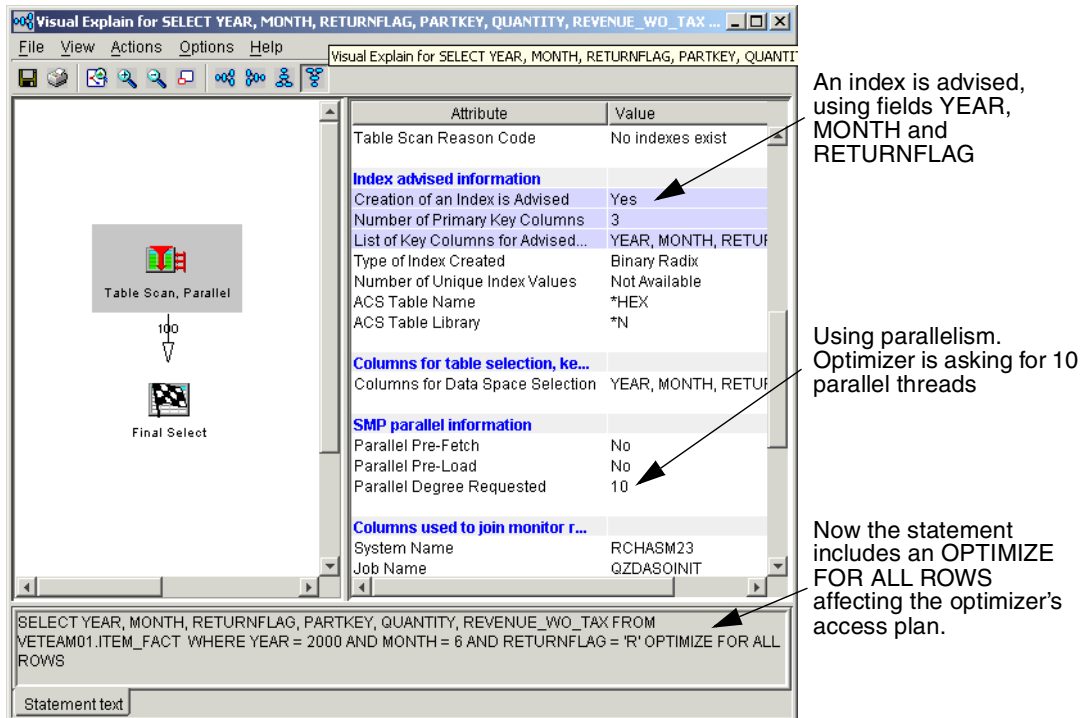 Visual Explain for SELECT YEAR, MONTH, RETURNFLAG, PARTKEY, QUANTITY, REVENUE_WO_TAX ...
File View Actions Options Help
Visual Explain for SELECT YEAR, MONTH, RETURNFLAG, PARTKEY, QUANTI
Table Scan, Parallel
100
Final Select
Attribute Value
Table Scan Reason Code No indexes exist
Index advised information
Creation of an Index is Advised Yes
Number of Primary Key Columns 3
List of Key Columns for Advised... YEAR, MONTH, RETUR
Type of Index Created Binary Radix
Number of Unique Index Values Not Available
ACS Table Name *HEX
ACS Table Library *N
Columns for table selection, ke...
Columns for Data Space Selection YEAR, MONTH, RETUR
SMP parallel information
Parallel Pre-Fetch No
Parallel Pre-Load No
Parallel Degree Requested 10
Columns used to join monitor r...
System Name RCHASM23
Job Name QZDASOINIT
SELECT YEAR, MONTH, RETURNFLAG, PARTKEY, QUANTITY, REVENUE_WO_TAX FROM
VETEAM01.ITEM_FACT WHERE YEAR = 2000 AND MONTH = 6 AND RETURNFLAG = 'R' OPTIMIZE FOR ALL
ROWS
Statement text
An index is advised,
using fields YEAR,
MONTH and
RETURNFLAG
Using parallelism.
Optimizer is asking for 10
parallel threads
Now the statement
includes an OPTIMIZE
FOR ALL ROWS
affecting the optimizer's
access plan.